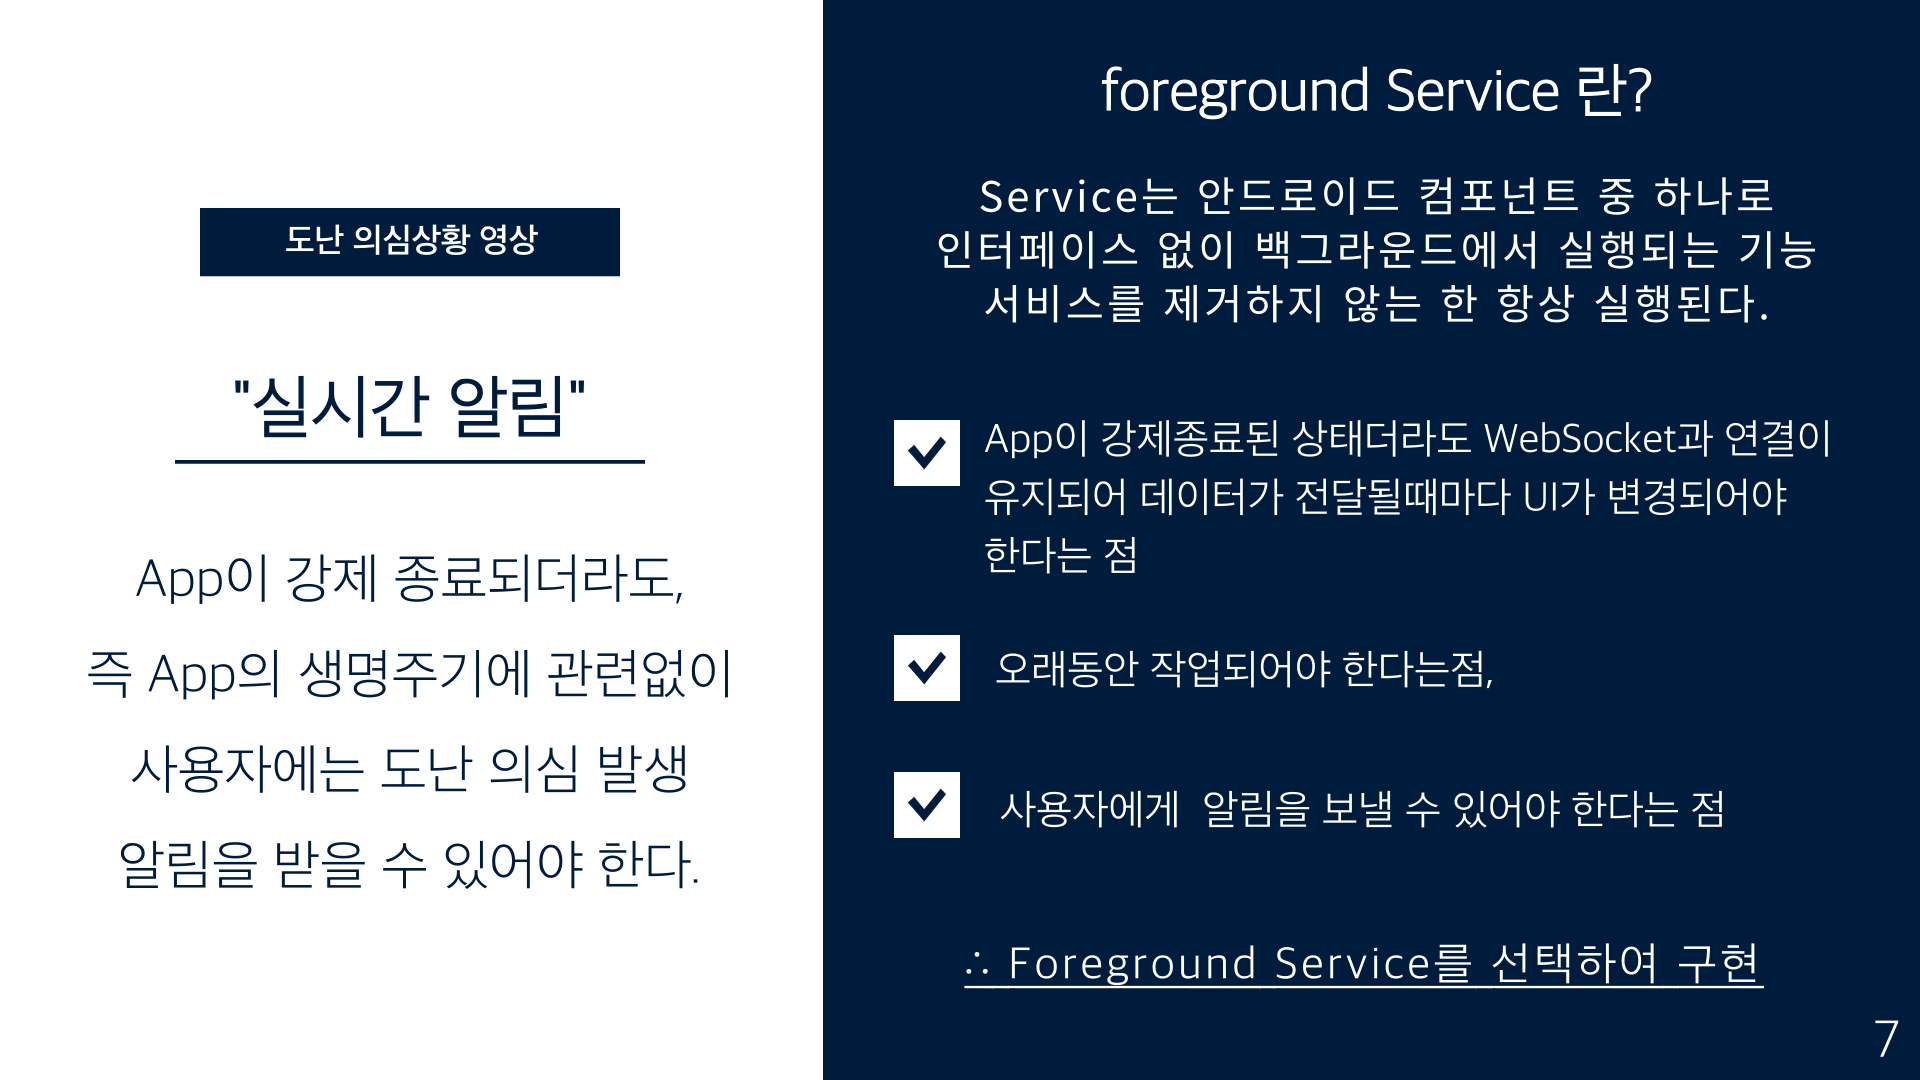 도난 의심상황 영상
"실시간 알림"
App이 강제 종료되더라도,
즉 App의 생명주기에 관련없이
사용자에는 도난 의심 발생
알림을 받을 수 있어야 한다.
foreground Service 란?
Service는 안드로이드 컴포넌트 중 하나로
인터페이스 없이 백그라운드에서 실행되는 기능
서비스를 제거하지 않는 한 항상 실행된다.
App이 강제종료된 상태더라도 WebSocket과 연결이
유지되어 데이터가 전달될때마다 UI가 변경되어야
한다는 점
오래동안 작업되어야 한다는점,
사용자에게 알림을 보낼 수 있어야 한다는 점
∴ Foreground Service를 선택하여 구현
7